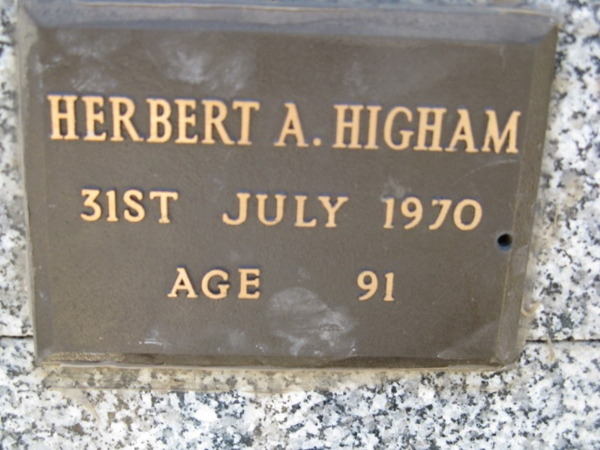 HERBERT A. HIGHAM
31ST JULY 1970
AGE 91